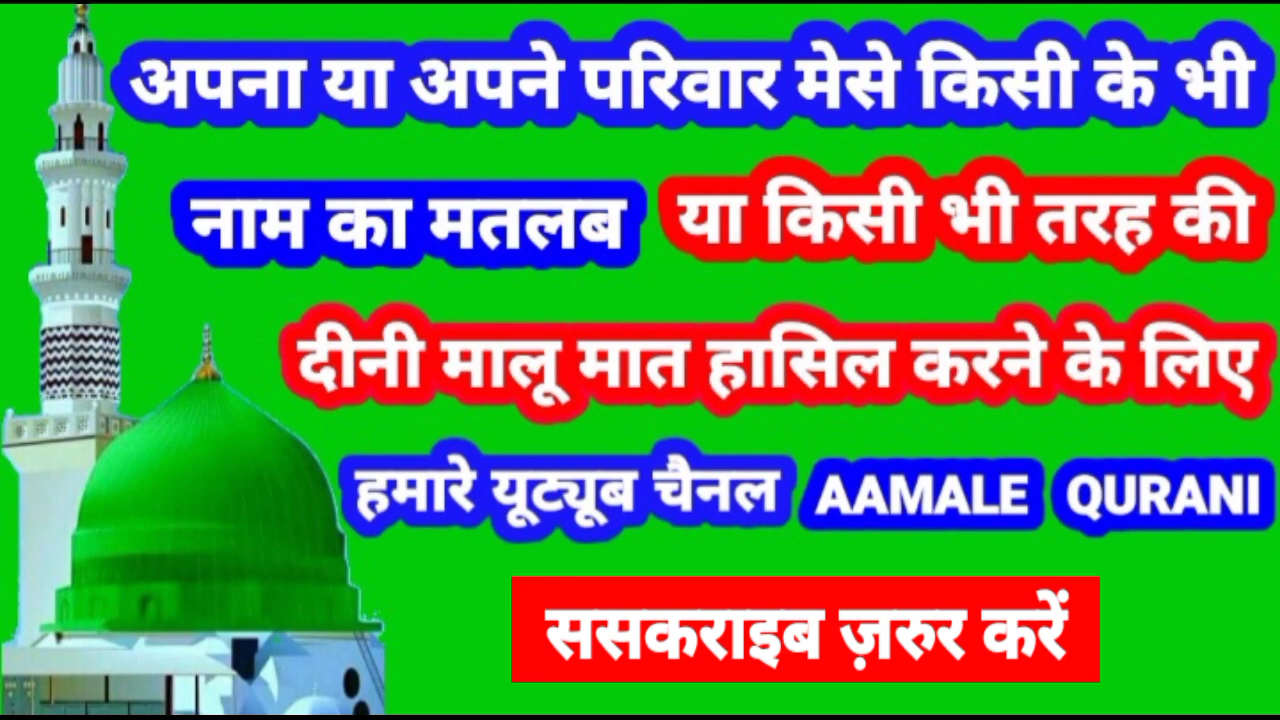 अपना या अपने परिवार मेसे किसी के भी
नाम का मतलब या किसी भी तरह की
दीनी मालू मात हासिल करने के लिए
हमारे यूट्यूब चैनल AAMALE QURANI
ससकराइब ज़रुर करें